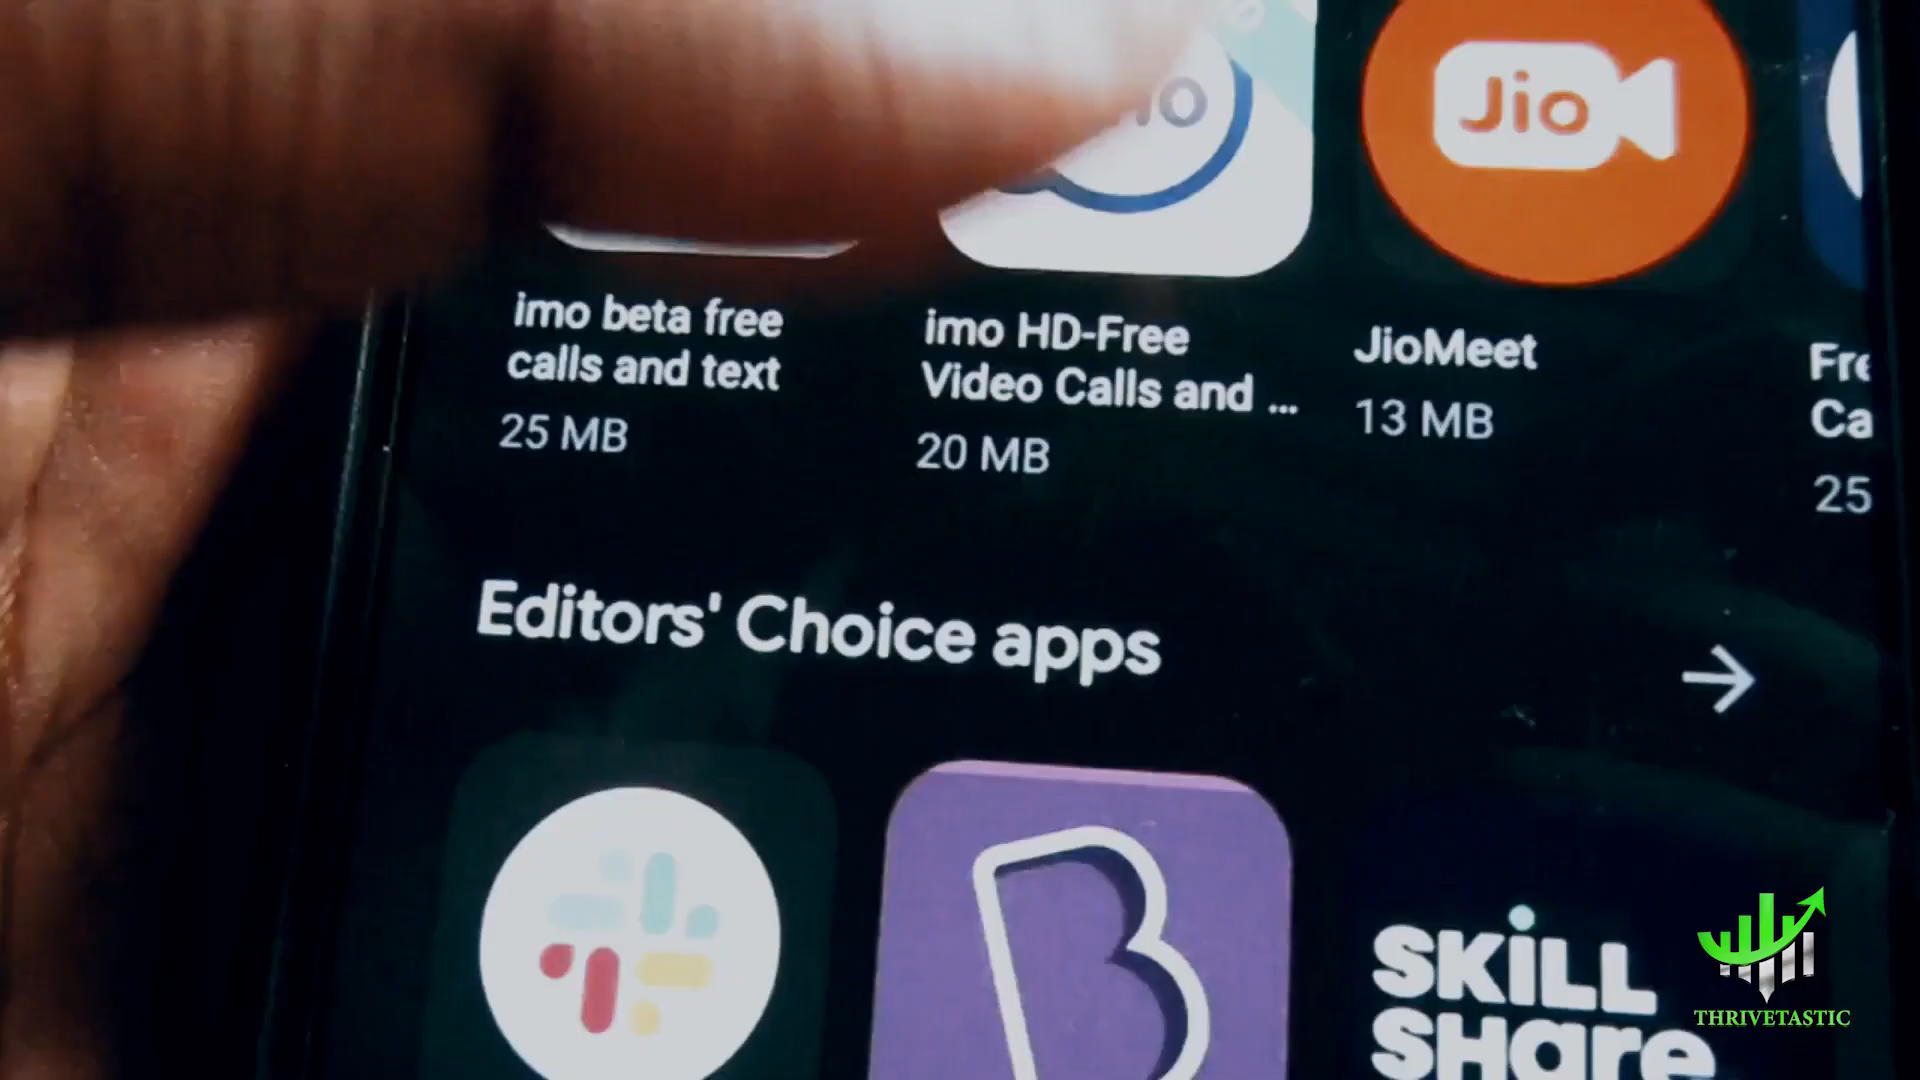 Jio
imo beta free
calls and text
25 MB
imo HD-Free
Video Calls and ...
20 MB
JioMeet
13 MB
25
Editors' Choice apps
SKiLL
SHare
THRIVETASTIC